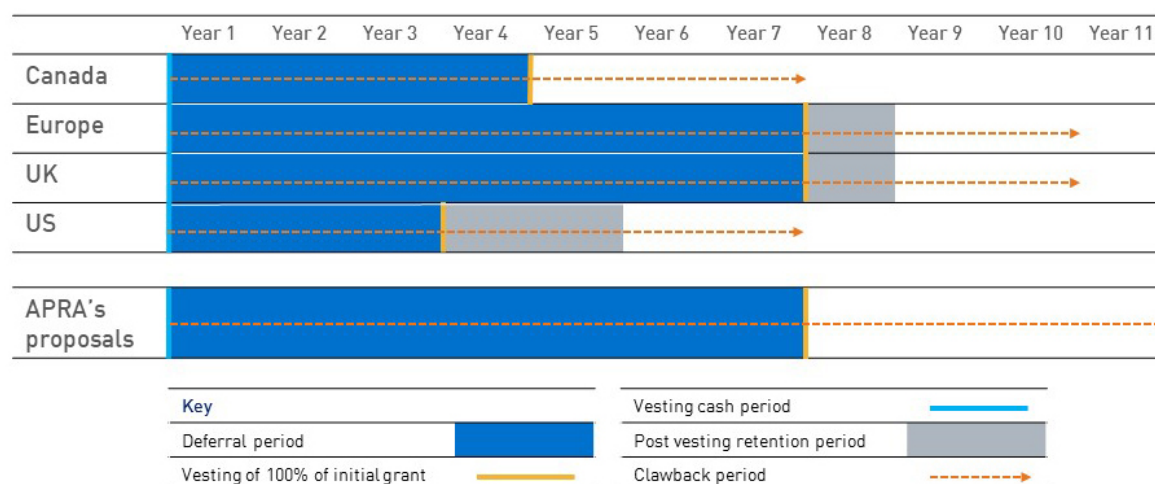 Year 1 Year 2 Year 3 Year 4 Year 5 Year 6 Year 7 Year 8 Year 9 Year 10 Year 11
Canada
Europe
UK
US
APRA's
proposals
Key
Deferral period
Vesting of 100% of initial grant
Vesting cash period
Post vesting retention period
Clawback period